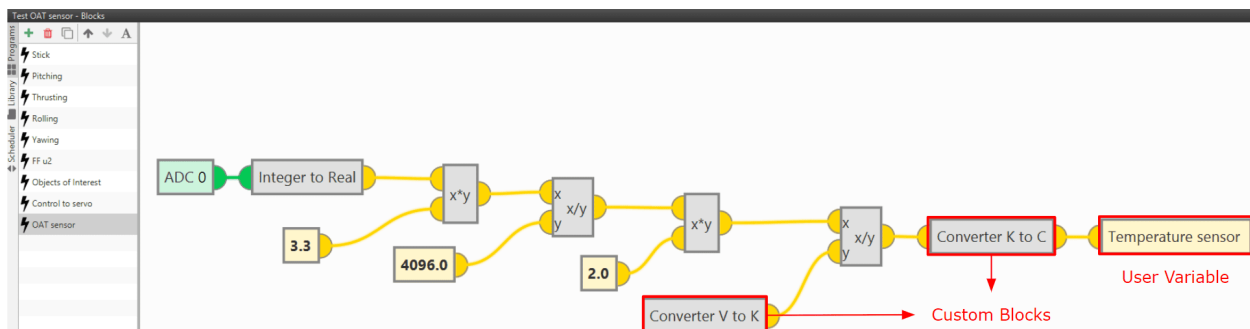 Test OAT sensor - Blocks
Programs
Library
Scheduler
A
Stick
Pitching
Thrusting
Rolling
Yawing
FF u2
Objects of Interest
Control to servo
OAT sensor
ADC 0
Integer to Real
x*y
3.3
x
x/y
y
4096.0
x*y
2.0
x
x/y
y
Converter V to K
Converter K to C
Temperature sensor
User Variable
Custom Blocks